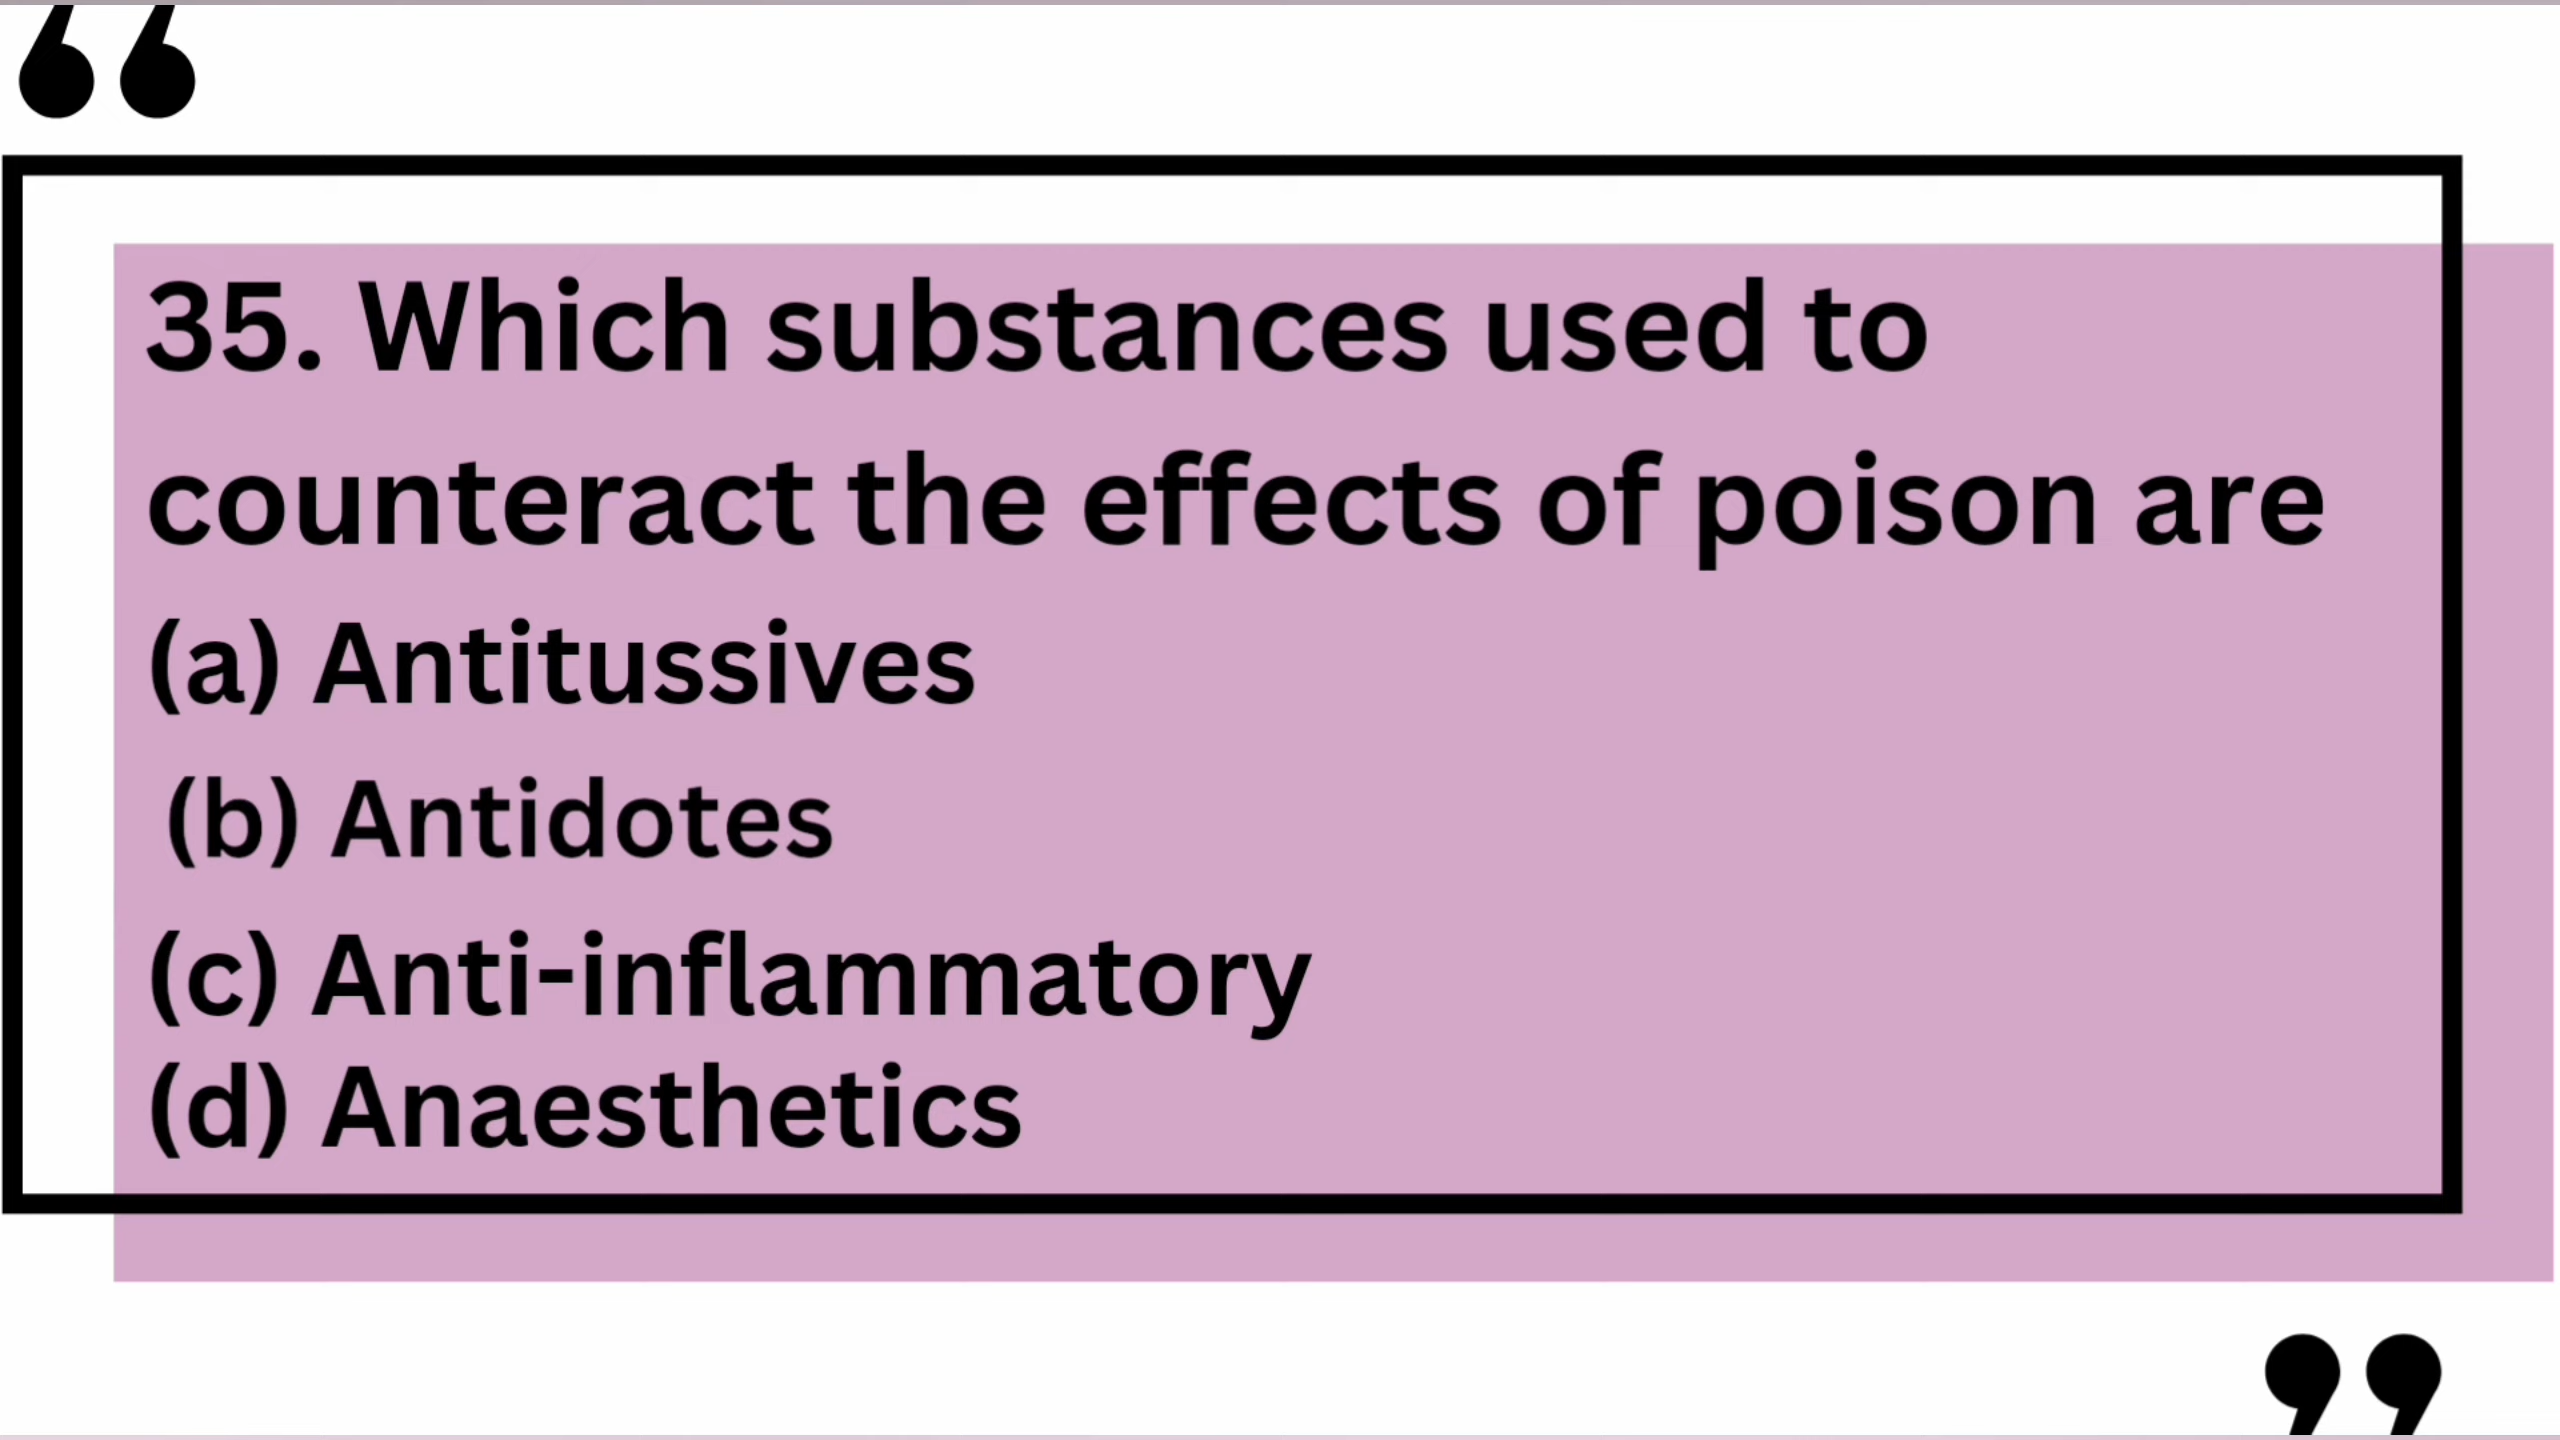 “
35. Which substances used to
counteract the effects of poison are
(a) Antitussives
(b) Antidotes
(c) Anti-inflammatory
(d) Anaesthetics
”